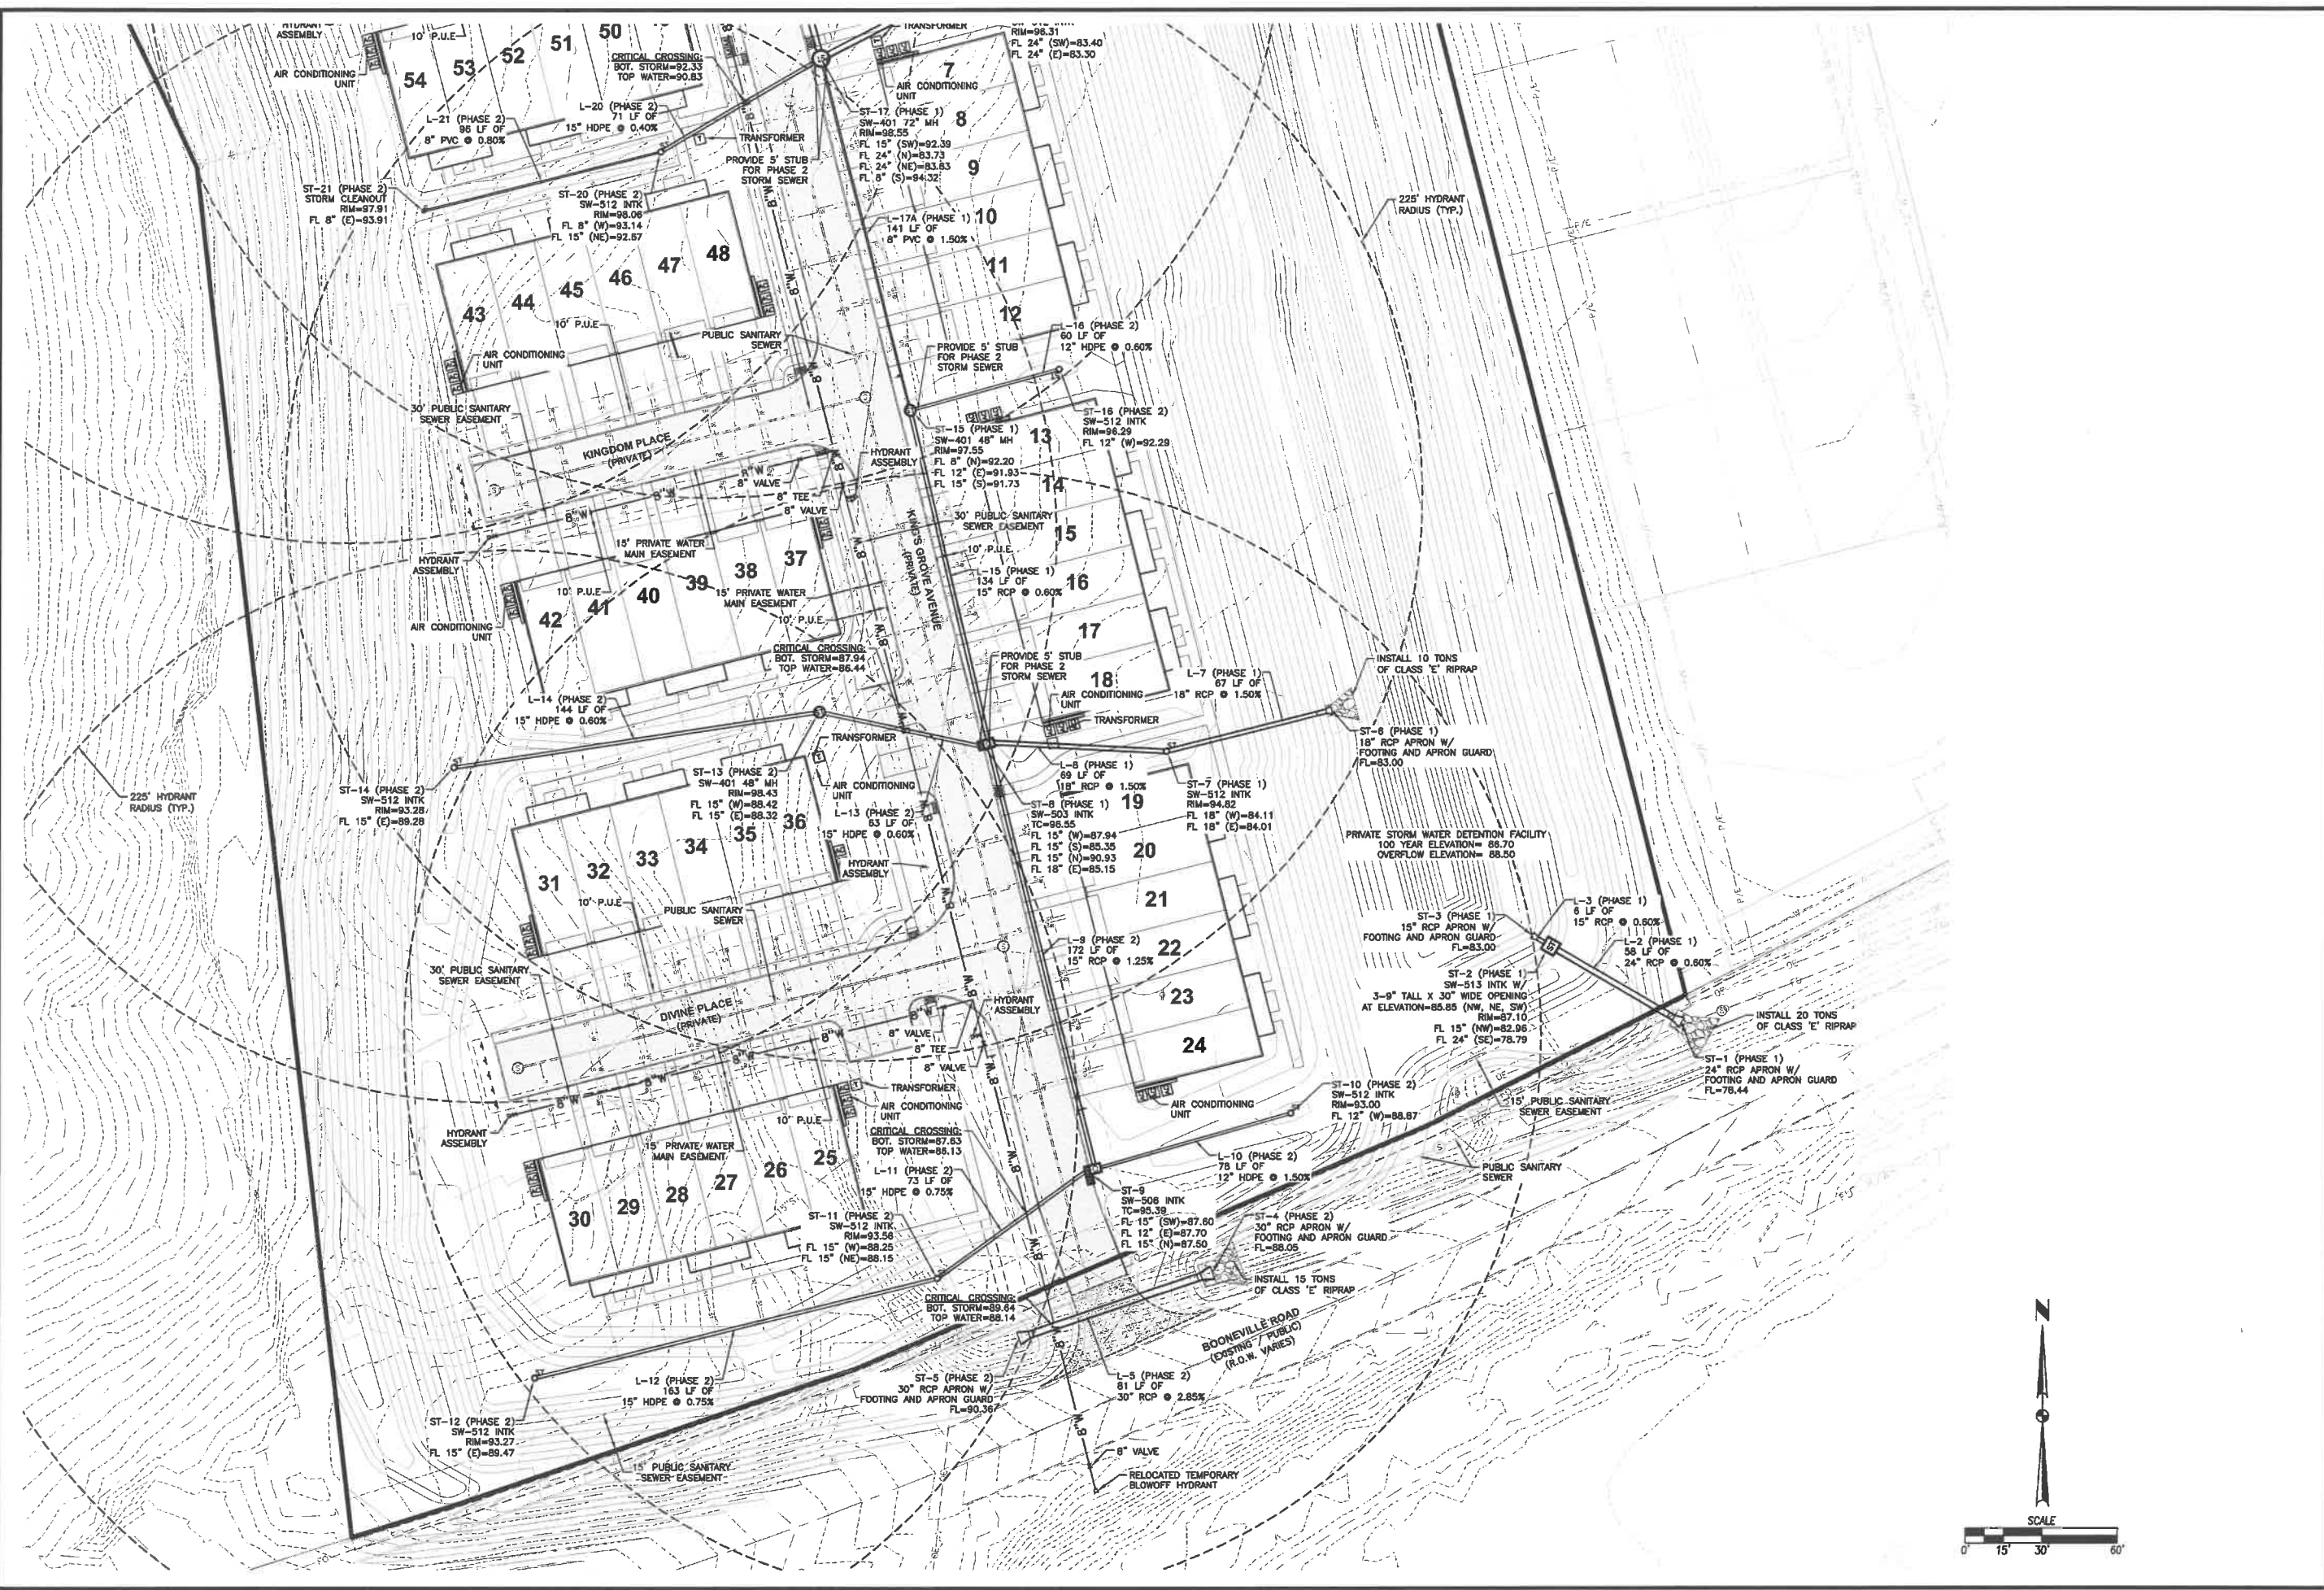 HYDRANT
ASSEMBLY
10' P.U.E
AIR CONDITIONING
UNIT
54
53
52
51
50
CRITICAL CROSSING:
BOT. STORM=92.33
TOP WATER=90.83
L-20 (PHASE 2)
71 LF OF
15" HDPE @ 0.40%
L-21 (PHASE 2)
96 LF OF
8" PVC @ 0.80%
TRANSFORMER
RIM=98.31
FL 24" (SW)=83.40
FL 24" (E)=83.30
7
AIR CONDITIONING
UNIT
8
ST-17 (PHASE 1)
SW-401 72" MH
RIM=98.55
FL 15" (SW)=92.39
FL 24" (N)=83.73
FL 24" (NE)=83.63
FL 8" (S)=94.32
9
TRANSFORMER
PROVIDE 5' STUB
FOR PHASE 2
STORM SEWER
ST-21 (PHASE 2)
STORM CLEANOUT
RIM=97.91
FL 8" (E)=93.91
ST-20 (PHASE 2)
SW-512 INTK
RIM=98.06
FL 8" (W)=93.14
FL 15" (NE)=92.67
8"W
8"W
L-17A (PHASE 1)
141 LF OF
8" PVC @ 1.50%
10
11
12
225' HYDRANT
RADIUS (TYP.)
43
44
45
46
47
48
10' P.U.E
PUBLIC SANITARY
SEWER
AIR CONDITIONING
UNIT
PROVIDE 5' STUB
FOR PHASE 2
STORM SEWER
L-16 (PHASE 2)
60 LF OF
12" HDPE @ 0.60%
8"W
30' PUBLIC SANITARY
SEWER EASEMENT
KINGDOM PLACE
(PRIVATE)
ST-15 (PHASE 1)
SW-401 48" MH
RIM=97.55
FL 8" (N)=92.20
FL 12" (E)=91.93
FL 15" (S)=91.73
13
ST-16 (PHASE 2)
SW-512 INTK
RIM=96.29
FL 12" (W)=92.29
HYDRANT
ASSEMBLY
8"W
8" VALVE
8" TEE
8" VALVE
8"W
8"W
14
15
30' PUBLIC SANITARY
SEWER EASEMENT
KING'S GROVE AVENUE
(PRIVATE)
10' P.U.E.
L-15 (PHASE 1)
134 LF OF
15" RCP @ 0.60%
16
17
18
HYDRANT
ASSEMBLY
15' PRIVATE WATER
MAIN EASEMENT
37
38
39
40
41
42
10' P.U.E
15' PRIVATE WATER
MAIN EASEMENT
10' P.U.E.
8"W
8"W
AIR CONDITIONING
UNIT
CRITICAL CROSSING:
BOT. STORM=87.94
TOP WATER=86.44
PROVIDE 5' STUB
FOR PHASE 2
STORM SEWER
AIR CONDITIONING
UNIT
TRANSFORMER
L-7 (PHASE 1)
67 LF OF
18" RCP @ 1.50%
INSTALL 10 TONS
OF CLASS 'E' RIPRAP
L-14 (PHASE 2)
144 LF OF
15" HDPE @ 0.60%
TRANSFORMER
ST-6 (PHASE 1)
18" RCP APRON W/
FOOTING AND APRON GUARD
FL=83.00
225' HYDRANT
RADIUS (TYP.)
ST-14 (PHASE 2)
SW-512 INTK
RIM=93.28
FL 15" (E)=89.28
ST-13 (PHASE 2)
SW-401 48" MH
RIM=98.43
FL 15" (W)=88.42
FL 15" (E)=88.32
AIR CONDITIONING
UNIT
L-13 (PHASE 2)
63 LF OF
15" HDPE @ 0.60%
L-8 (PHASE 1)
69 LF OF
18" RCP @ 1.50%
ST-8 (PHASE 1)
SW-503 INTK
TC=96.55
FL 15" (W)=87.94
FL 15" (S)=85.35
FL 15" (N)=90.93
FL 18" (E)=85.15
19
ST-7 (PHASE 1)
SW-512 INTK
RIM=94.82
FL 18" (W)=84.11
FL 18" (E)=84.01
PRIVATE STORM WATER DETENTION FACILITY
100 YEAR ELEVATION= 86.70
OVERFLOW ELEVATION= 88.50
31
32
33
34
35
36
10' P.U.E
PUBLIC SANITARY
SEWER
HYDRANT
ASSEMBLY
8"W
8"W
20
21
22
23
24
L-9 (PHASE 2)
172 LF OF
15" RCP @ 1.25%
ST-3 (PHASE 1)
15" RCP APRON W/
FOOTING AND APRON GUARD
FL=83.00
L-3 (PHASE 1)
6 LF OF
15" RCP @ 0.60%
L-2 (PHASE 1)
58 LF OF
24" RCP @ 0.60%
ST-2 (PHASE 1)
SW-513 INTK W/
3-9" TALL X 30" WIDE OPENING
AT ELEVATION=85.85 (NW, NE, SW)
RIM=87.10
FL 15" (NW)=82.96
FL 24" (SE)=78.79
INSTALL 20 TONS
OF CLASS 'E' RIPRAP
ST-1 (PHASE 1)
24" RCP APRON W/
FOOTING AND APRON GUARD
FL=78.44
30' PUBLIC SANITARY
SEWER EASEMENT
DIVINE PLACE
(PRIVATE)
8"W
8"W
8"W
HYDRANT
ASSEMBLY
8" VALVE
8" TEE
8" VALVE
8"W
TRANSFORMER
AIR CONDITIONING
UNIT
10' P.U.E
HYDRANT
ASSEMBLY
15' PRIVATE WATER
MAIN EASEMENT
25
26
27
28
29
30
CRITICAL CROSSING:
BOT. STORM=87.63
TOP WATER=86.13
L-11 (PHASE 2)
73 LF OF
15" HDPE @ 0.75%
AIR CONDITIONING
UNIT
ST-10 (PHASE 2)
SW-512 INTK
RIM=93.00
FL 12" (W)=88.87
15' PUBLIC SANITARY
SEWER EASEMENT
PUBLIC SANITARY
SEWER
L-10 (PHASE 2)
78 LF OF
12" HDPE @ 1.50%
ST-9
SW-506 INTK
TC=95.39
FL 15" (SW)=87.60
FL 12" (E)=87.70
FL 15" (N)=87.50
ST-11 (PHASE 2)
SW-512 INTK
RIM=93.56
FL 15" (W)=88.25
FL 15" (NE)=88.15
8"W
8"W
ST-4 (PHASE 2)
30" RCP APRON W/
FOOTING AND APRON GUARD
FL=88.05
INSTALL 15 TONS
OF CLASS 'E' RIPRAP
CRITICAL CROSSING:
BOT. STORM=89.64
TOP WATER=88.14
BOONEVILLE ROAD
(EXISTING / PUBLIC)
(R.O.W. VARIES)
8"W
L-12 (PHASE 2)
163 LF OF
15" HDPE @ 0.75%
ST-5 (PHASE 2)
30" RCP APRON W/
FOOTING AND APRON GUARD
FL=90.36
L-5 (PHASE 2)
81 LF OF
30" RCP @ 2.85%
ST-12 (PHASE 2)
SW-512 INTK
RIM=93.27
FL 15" (E)=89.47
8"W
8" VALVE
RELOCATED TEMPORARY
BLOWOFF HYDRANT
15' PUBLIC SANITARY
SEWER EASEMENT
N
SCALE
0' 15' 30' 60'